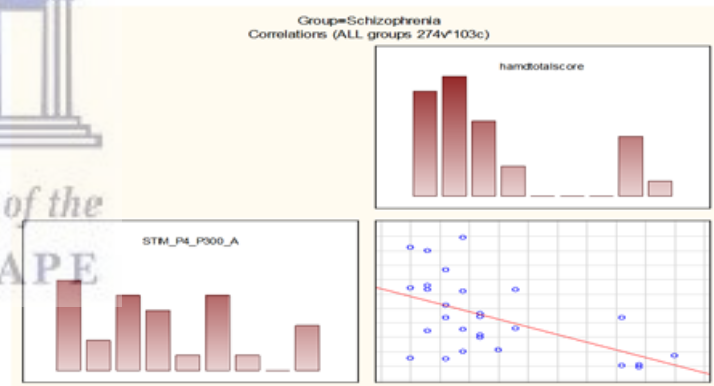 Group=Schizophrenia
Correlations (ALL groups 274v*103c)
hamdtotalscore
of the
STIM_P4_P300_A
APE